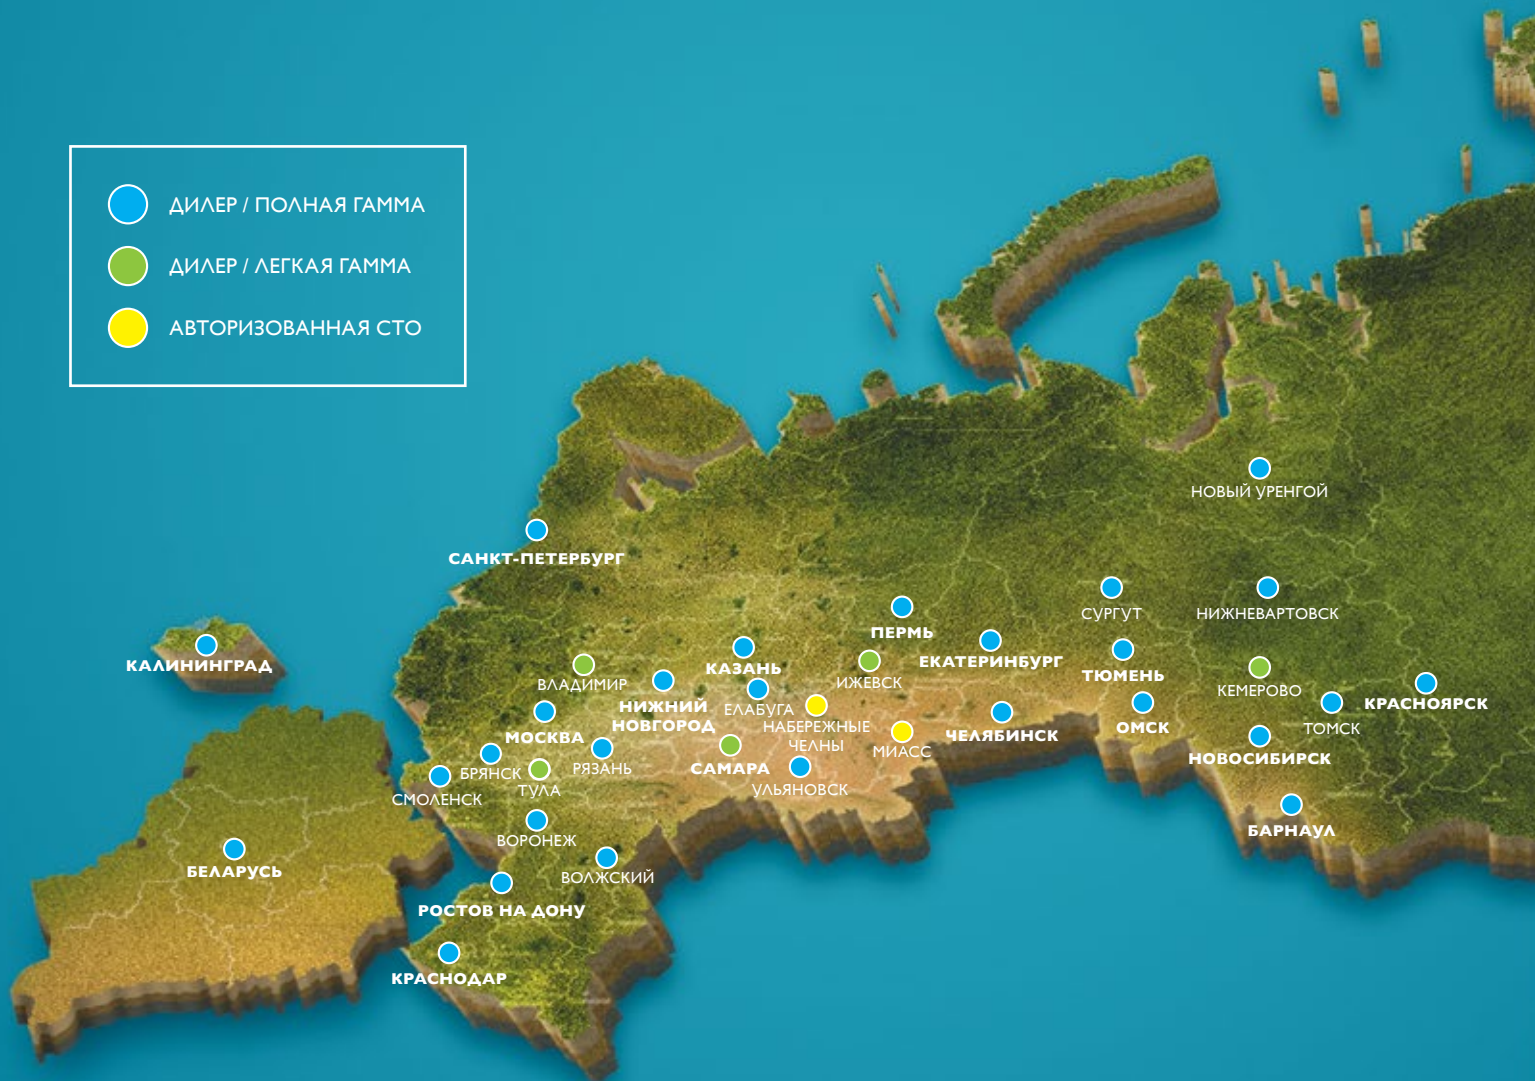 ДИЛЕР / ПОЛНАЯ ГАММА
ДИЛЕР / ЛЕГКАЯ ГАММА
АВТОРИЗОВАННАЯ СТО
НОВЫЙ УРЕНГОЙ
САНКТ-ПЕТЕРБУРГ
СУРГУТ
НИЖНЕВАРТОВСК
ПЕРМЬ
КАЛИНИНГРАД
КАЗАНЬ
ЕКАТЕРИНБУРГ
ВЛАДИМИР
ИЖЕВСК
ТЮМЕНЬ
КЕМЕРОВО
КРАСНОЯРСК
НИЖНИЙ
НОВГОРОД
ЕЛАБУГА
НАБЕРЕЖНЫЕ
ЧЕЛНЫ
МОСКВА
ЧЕЛЯБИНСК
ОМСК
ТОМСК
МИАСС
НОВОСИБИРСК
БРЯНСК
РЯЗАНЬ
САМАРА
ТУЛА
УЛЬЯНОВСК
СМОЛЕНСК
БАРНАУЛ
ВОРОНЕЖ
БЕЛАРУСЬ
ВОЛЖСКИЙ
РОСТОВ НА ДОНУ
КРАСНОДАР